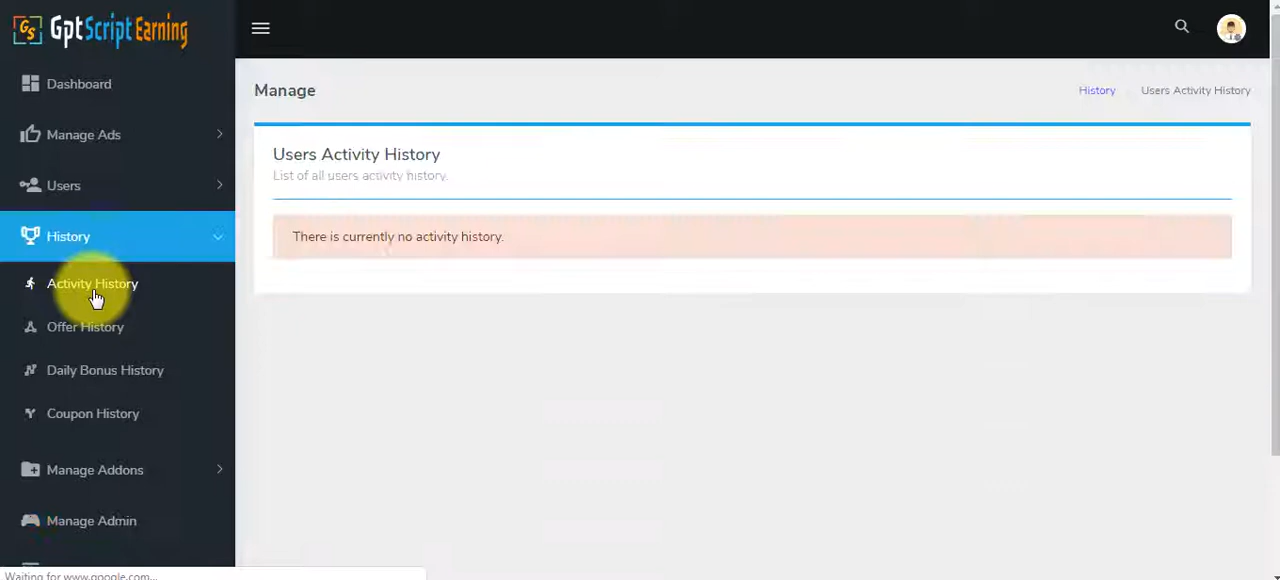 GS GptScript Earning
Dashboard
Manage Ads
Users
History
Activity History
Offer History
Daily Bonus History
Coupon History
Manage Addons
Manage Admin
Manage
History Users Activity History
Users Activity History
List of all users activity history.
There is currently no activity history.
Waiting for www.google.com...